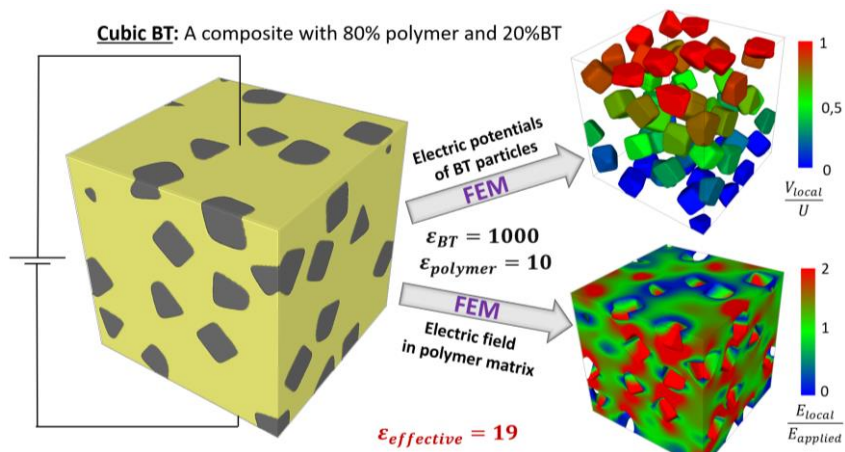 Cubic BT: A composite with 80% polymer and 20%BT
Electric potentials
of BT particles
FEM
1
0,5
0
V_local
U
ε_BT = 1000
ε_polymer = 10
FEM
Electric field
in polymer matrix
2
1
0
E_local
E_applied
ε_effective = 19